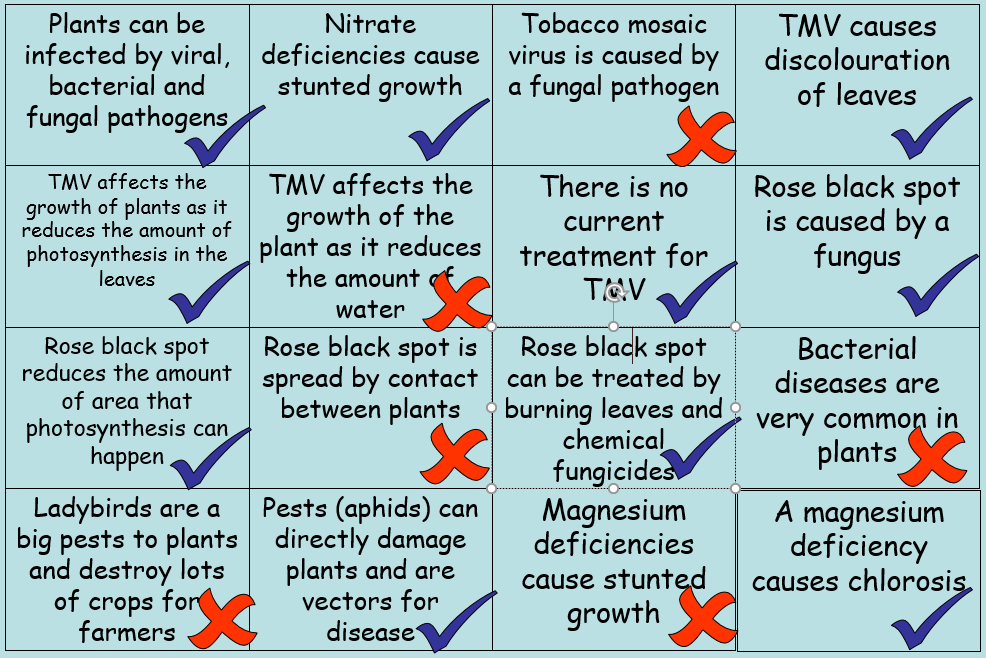 Plants can be
infected by viral,
bacterial and
fungal pathogens
Nitrate
deficiencies cause
stunted growth
Tobacco mosaic
virus is caused by
a fungal pathogen
TMV causes
discolouration
of leaves
TMV affects the
growth of plants as it
reduces the amount of
photosynthesis in the
leaves
TMV affects the
growth of the
plant as it reduces
the amount of
water
There is no
current
treatment for
TMV
Rose black spot
is caused by a
fungus
Rose black spot
reduces the amount
of area that
photosynthesis can
happen
Rose black spot is
spread by contact
between plants
Rose black spot
can be treated by
burning leaves and
chemical
fungicides
Bacterial
diseases are
very common in
plants
Ladybirds are a
big pests to plants
and destroy lots
of crops for
farmers
Pests (aphids) can
directly damage
plants and are
vectors for
disease
Magnesium
deficiencies
cause stunted
growth
A magnesium
deficiency
causes chlorosis